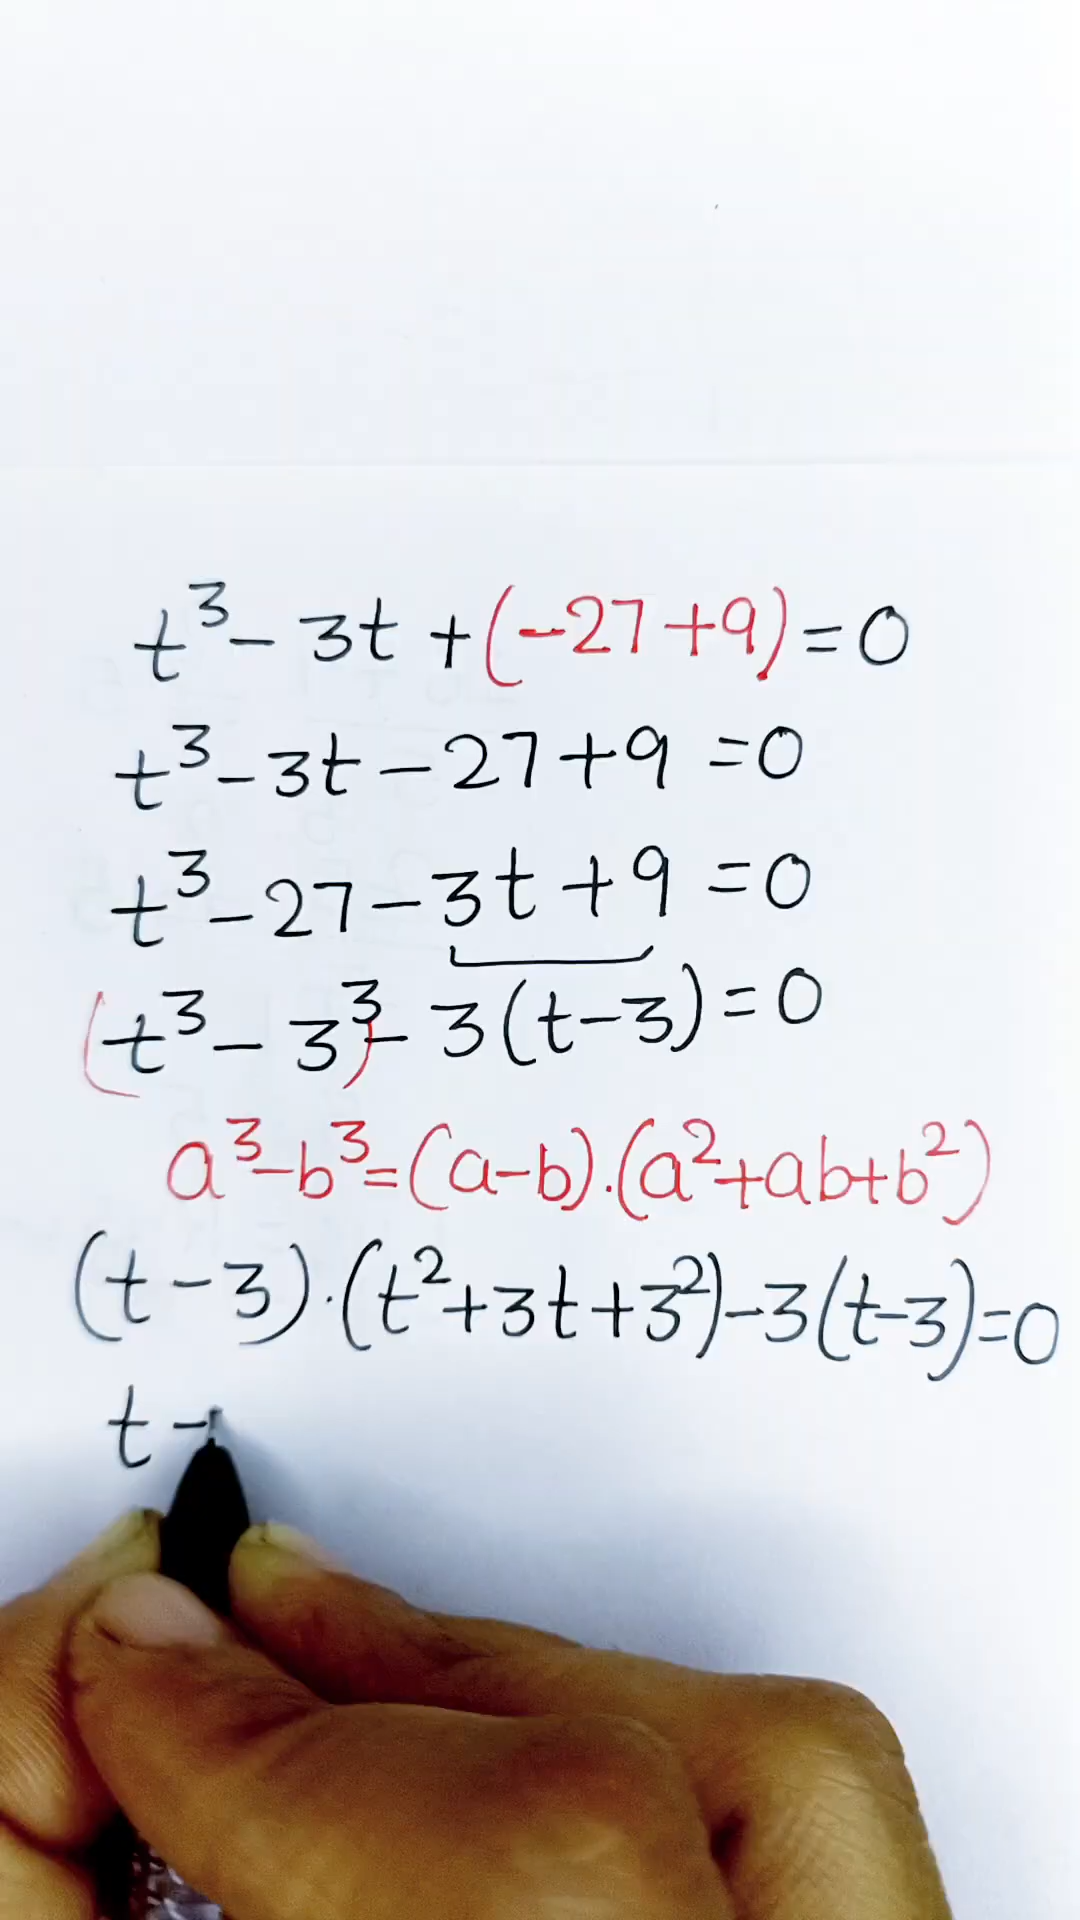 t³ - 3t + (-27 + 9) = 0
t³ - 3t - 27 + 9 = 0
t³ - 27 - 3t + 9 = 0
(t³ - 3³) - 3(t - 3) = 0
a³ - b³ = (a - b).(a² + ab + b²)
(t - 3).(t² + 3t + 3²) - 3(t - 3) = 0
t -